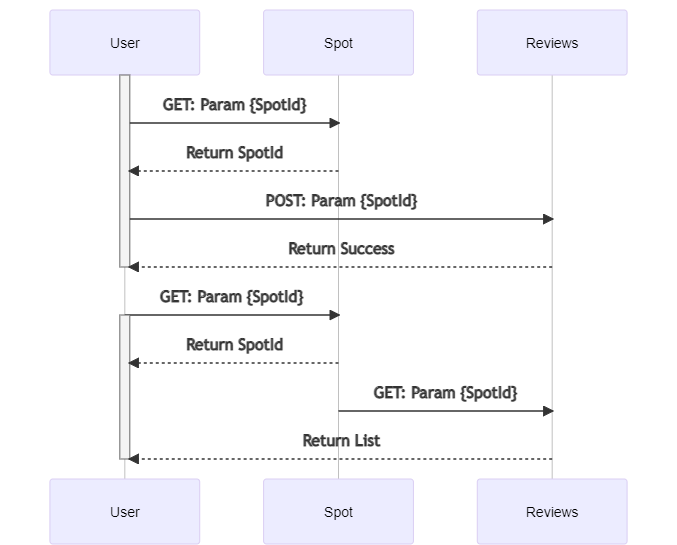 User
Spot
Reviews
GET: Param {SpotId}
Return SpotId
POST: Param {SpotId}
Return Success
GET: Param {SpotId}
Return SpotId
GET: Param {SpotId}
Return List
User
Spot
Reviews